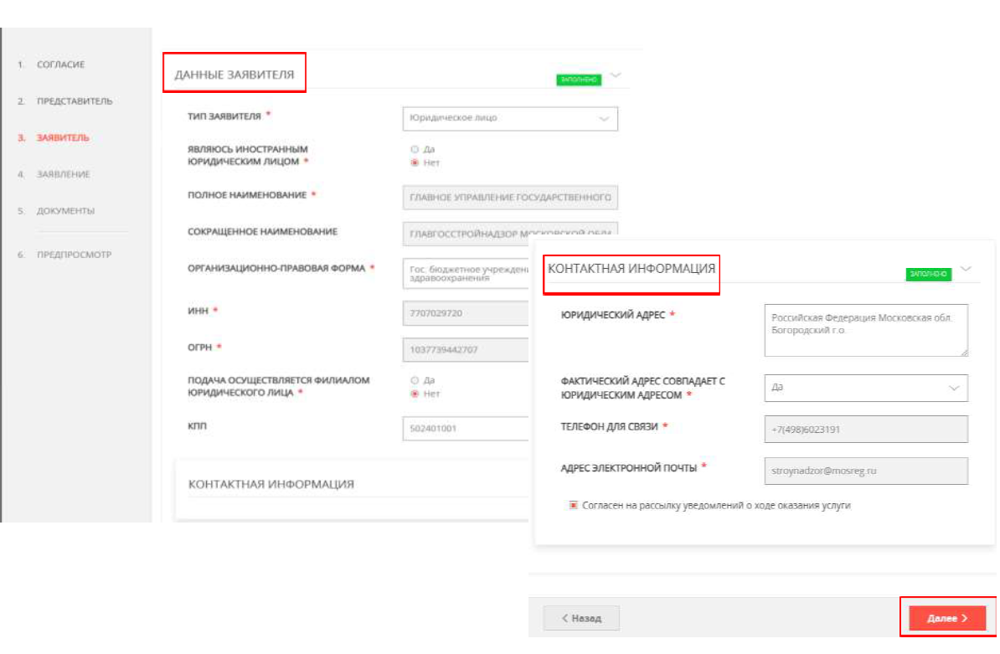 1. СОГЛАСИЕ
2. ПРЕДСТАВИТЕЛЬ
3. ЗАЯВИТЕЛЬ
4. ЗАЯВЛЕНИЕ
5. ДОКУМЕНТЫ
6. ПРЕДПРОСМОТР
ДАННЫЕ ЗАЯВИТЕЛЯ
ЗАПОЛНЕНО
ТИП ЗАЯВИТЕЛЯ *
Юридическое лицо
ЯВЛЯЮСЬ ИНОСТРАННЫМ
ЮРИДИЧЕСКИМ ЛИЦОМ *
Да
Нет
ПОЛНОЕ НАИМЕНОВАНИЕ *
ГЛАВНОЕ УПРАВЛЕНИЕ ГОСУДАРСТВЕННОГО
СОКРАЩЕННОЕ НАИМЕНОВАНИЕ
ГЛАВГОССТРОЙНАДЗОР МОСКОВСКОЙ ОБЛА
ОРГАНИЗАЦИОННО-ПРАВОВАЯ ФОРМА *
Гос. бюджетное учрежден
здравоохранения
ИНН *
7707029720
ОГРН *
1037739442707
ПОДАЧА ОСУЩЕСТВЛЯЕТСЯ ФИЛИАЛОМ
ЮРИДИЧЕСКОГО ЛИЦА *
Да
Нет
КПП
502401001
КОНТАКТНАЯ ИНФОРМАЦИЯ
КОНТАКТНАЯ ИНФОРМАЦИЯ
ЗАПОЛНЕНО
ЮРИДИЧЕСКИЙ АДРЕС *
Российская Федерация Московская обл.
Богородский г.о.
ФАКТИЧЕСКИЙ АДРЕС СОВПАДАЕТ С
ЮРИДИЧЕСКИМ АДРЕСОМ *
Да
ТЕЛЕФОН ДЛЯ СВЯЗИ *
+7(498)6023191
АДРЕС ЭЛЕКТРОННОЙ ПОЧТЫ *
stroynadzor@mosreg.ru
Согласен на рассылку уведомлений о ходе оказания услуги
Назад
Далее